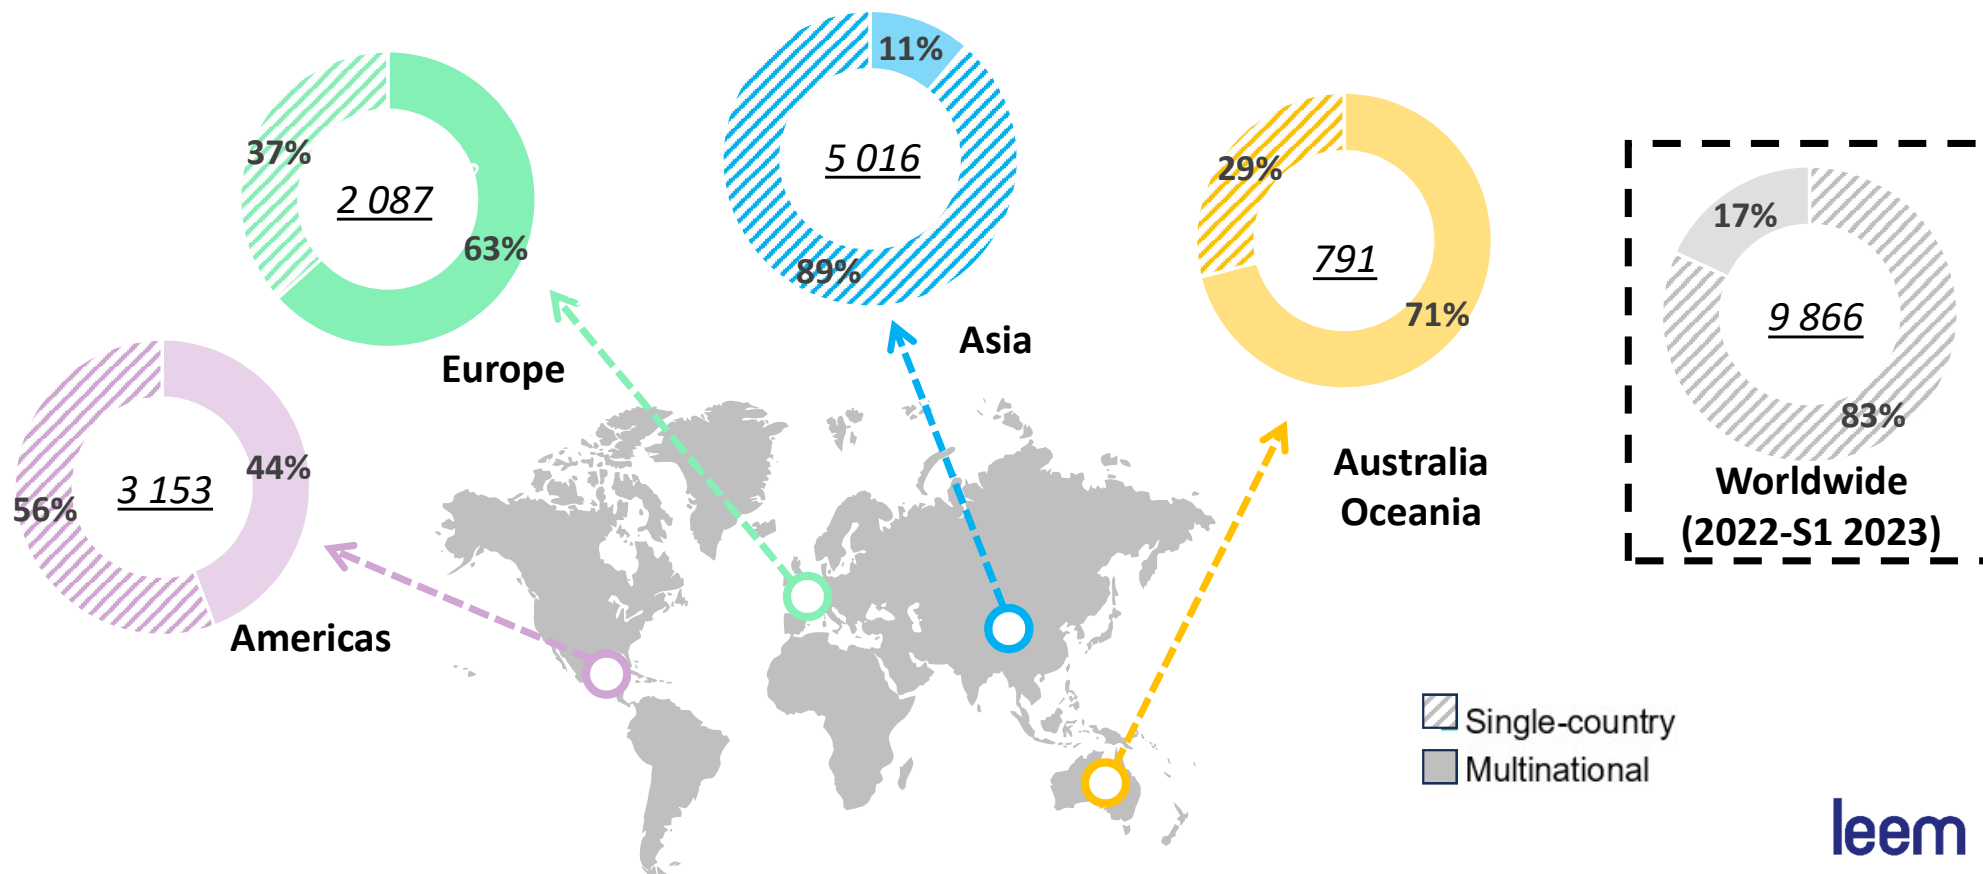 11%
5 016
89%
Asia
37%
2 087
63%
Europe
29%
791
71%
Australia
Oceania
17%
9 866
83%
Worldwide
(2022-S1 2023)
44%
3 153
56%
Americas
Single-country
Multinational
leem